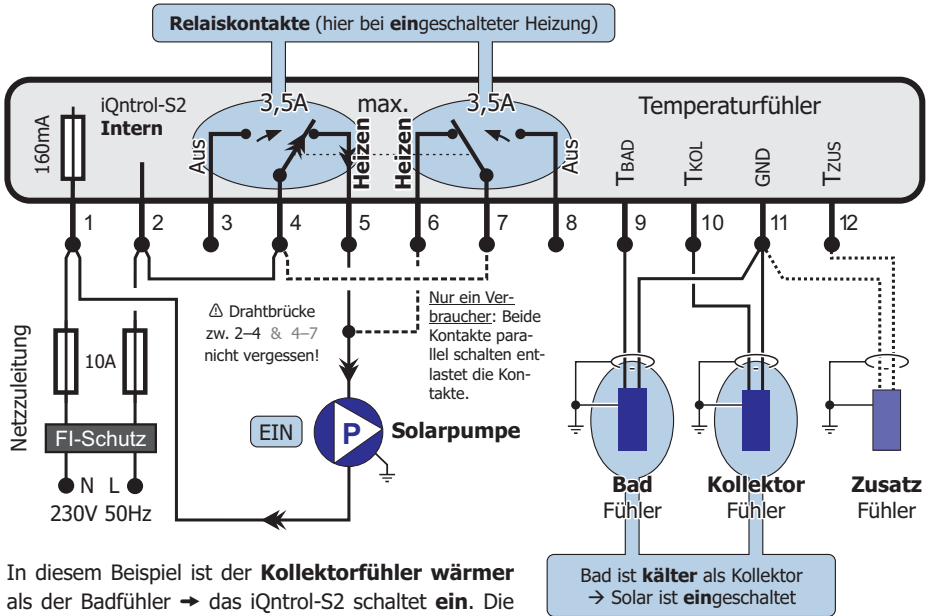 Relaiskontakte (hier bei eingeschalteter Heizung)
iQntrol-S2
Intern
160mA
3,5A max. 3,5A
Aus
Heizen
Heizen
Aus
Temperaturfühler
TBAD
TKOL
GND
TZUS
1 2 3 4 5 6 7 8 9 10 11 12
Netzzuleitung
10A
FI-Schutz
N L
230V 50Hz
⚠ Drahtbrücke
zw. 2–4 & 4–7
nicht vergessen!
Nur ein Ver-
braucher: Beide
Kontakte para-
llel schalten ent-
lastet die Kon-
takte.
EIN
P
Solarpumpe
Bad
Fühler
Kollektor
Fühler
Zusatz
Fühler
Bad ist kälter als Kollektor
→ Solar ist eingeschaltet
In diesem Beispiel ist der Kollektorfühler wärmer
als der Badfühler → das iQntrol-S2 schaltet ein. Die